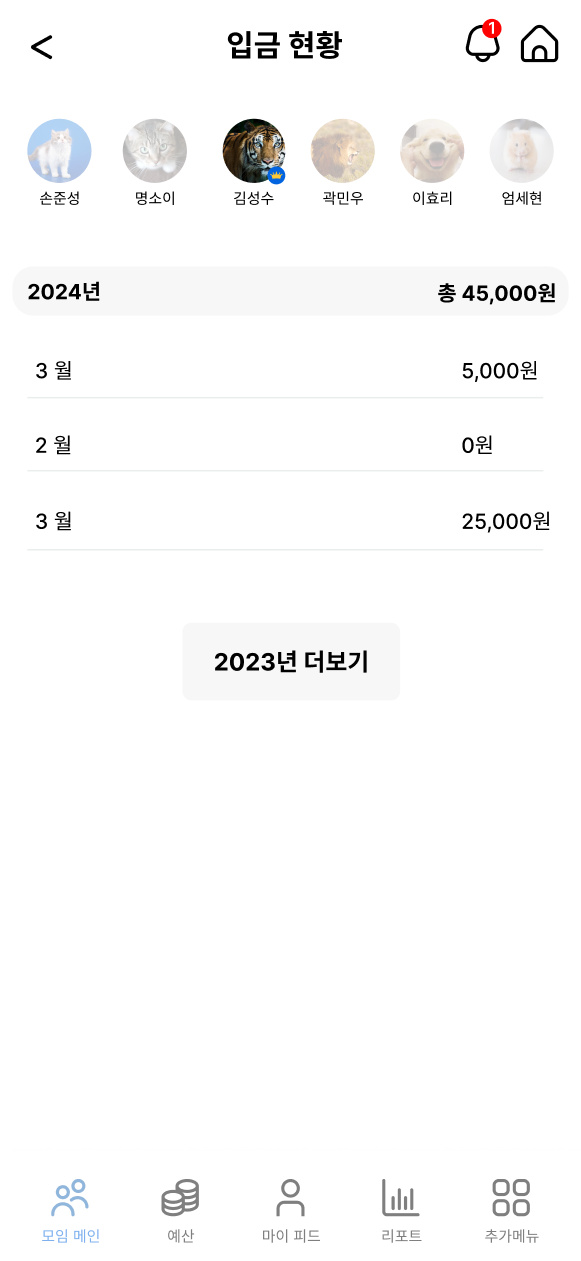 <
입금 현황
1
손준성 명소이 김성수 곽민우 이효리 엄세현
2024년 총 45,000원
3 월 5,000원
2 월 0원
3 월 25,000원
2023년 더보기
모임 메인 예산 마이 피드 리포트 추가메뉴